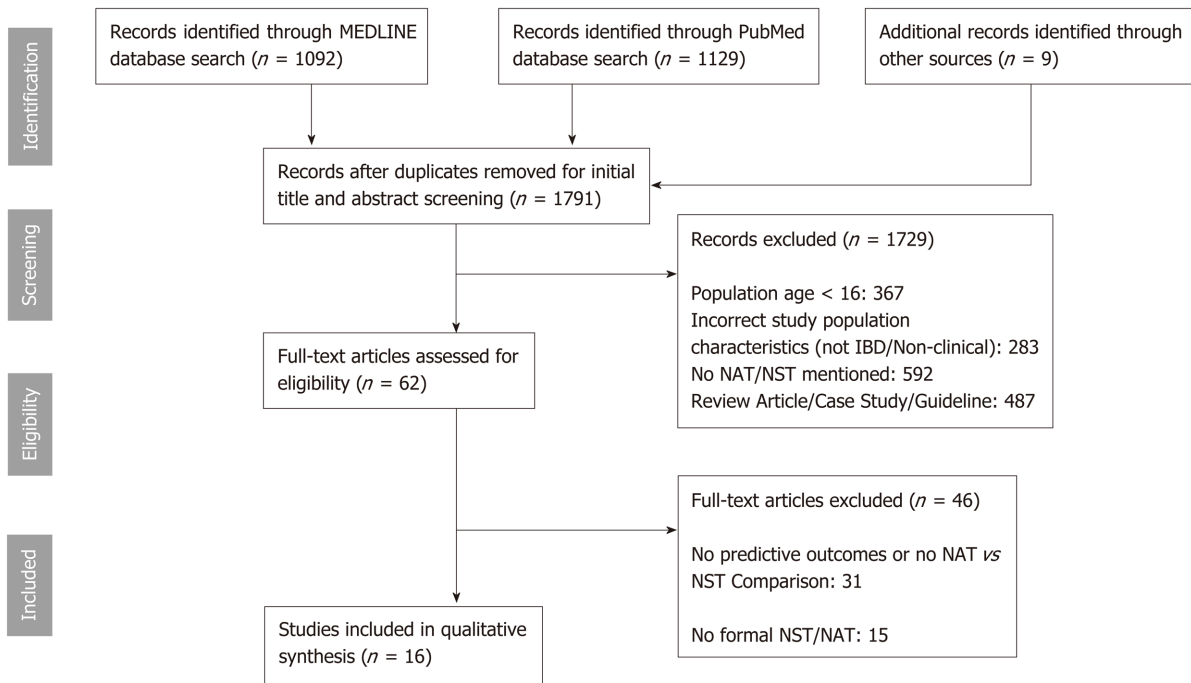 Identification
Records identified through MEDLINE
database search (n = 1092)
Records identified through PubMed
database search (n = 1129)
Additional records identified through
other sources (n = 9)
Records after duplicates removed for initial
title and abstract screening (n = 1791)
Screening
Records excluded (n = 1729)
Population age < 16: 367
Incorrect study population
characteristics (not IBD/Non-clinical): 283
No NAT/NST mentioned: 592
Review Article/Case Study/Guideline: 487
Full-text articles assessed for
eligibility (n = 62)
Eligibility
Full-text articles excluded (n = 46)
No predictive outcomes or no NAT vs
NST Comparison: 31
No formal NST/NAT: 15
Included
Studies included in qualitative
synthesis (n = 16)